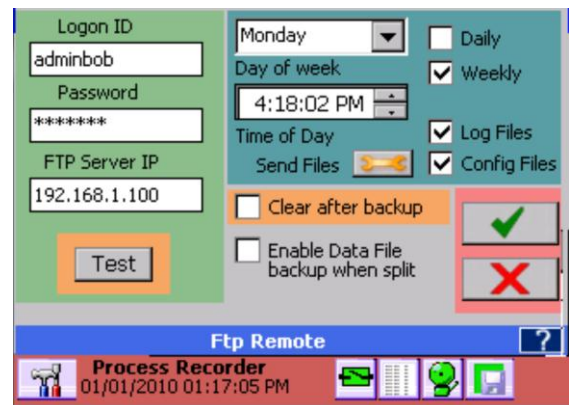 Logon ID
adminbob
Password
*******
FTP Server IP
192.168.1.100
Test
Monday
Day of week
4:18:02 PM
Time of Day
Send Files
Daily
Weekly
Log Files
Config Files
Clear after backup
Enable Data File
backup when split
Ftp Remote
?
Process Recorder
01/01/2010 01:17:05 PM